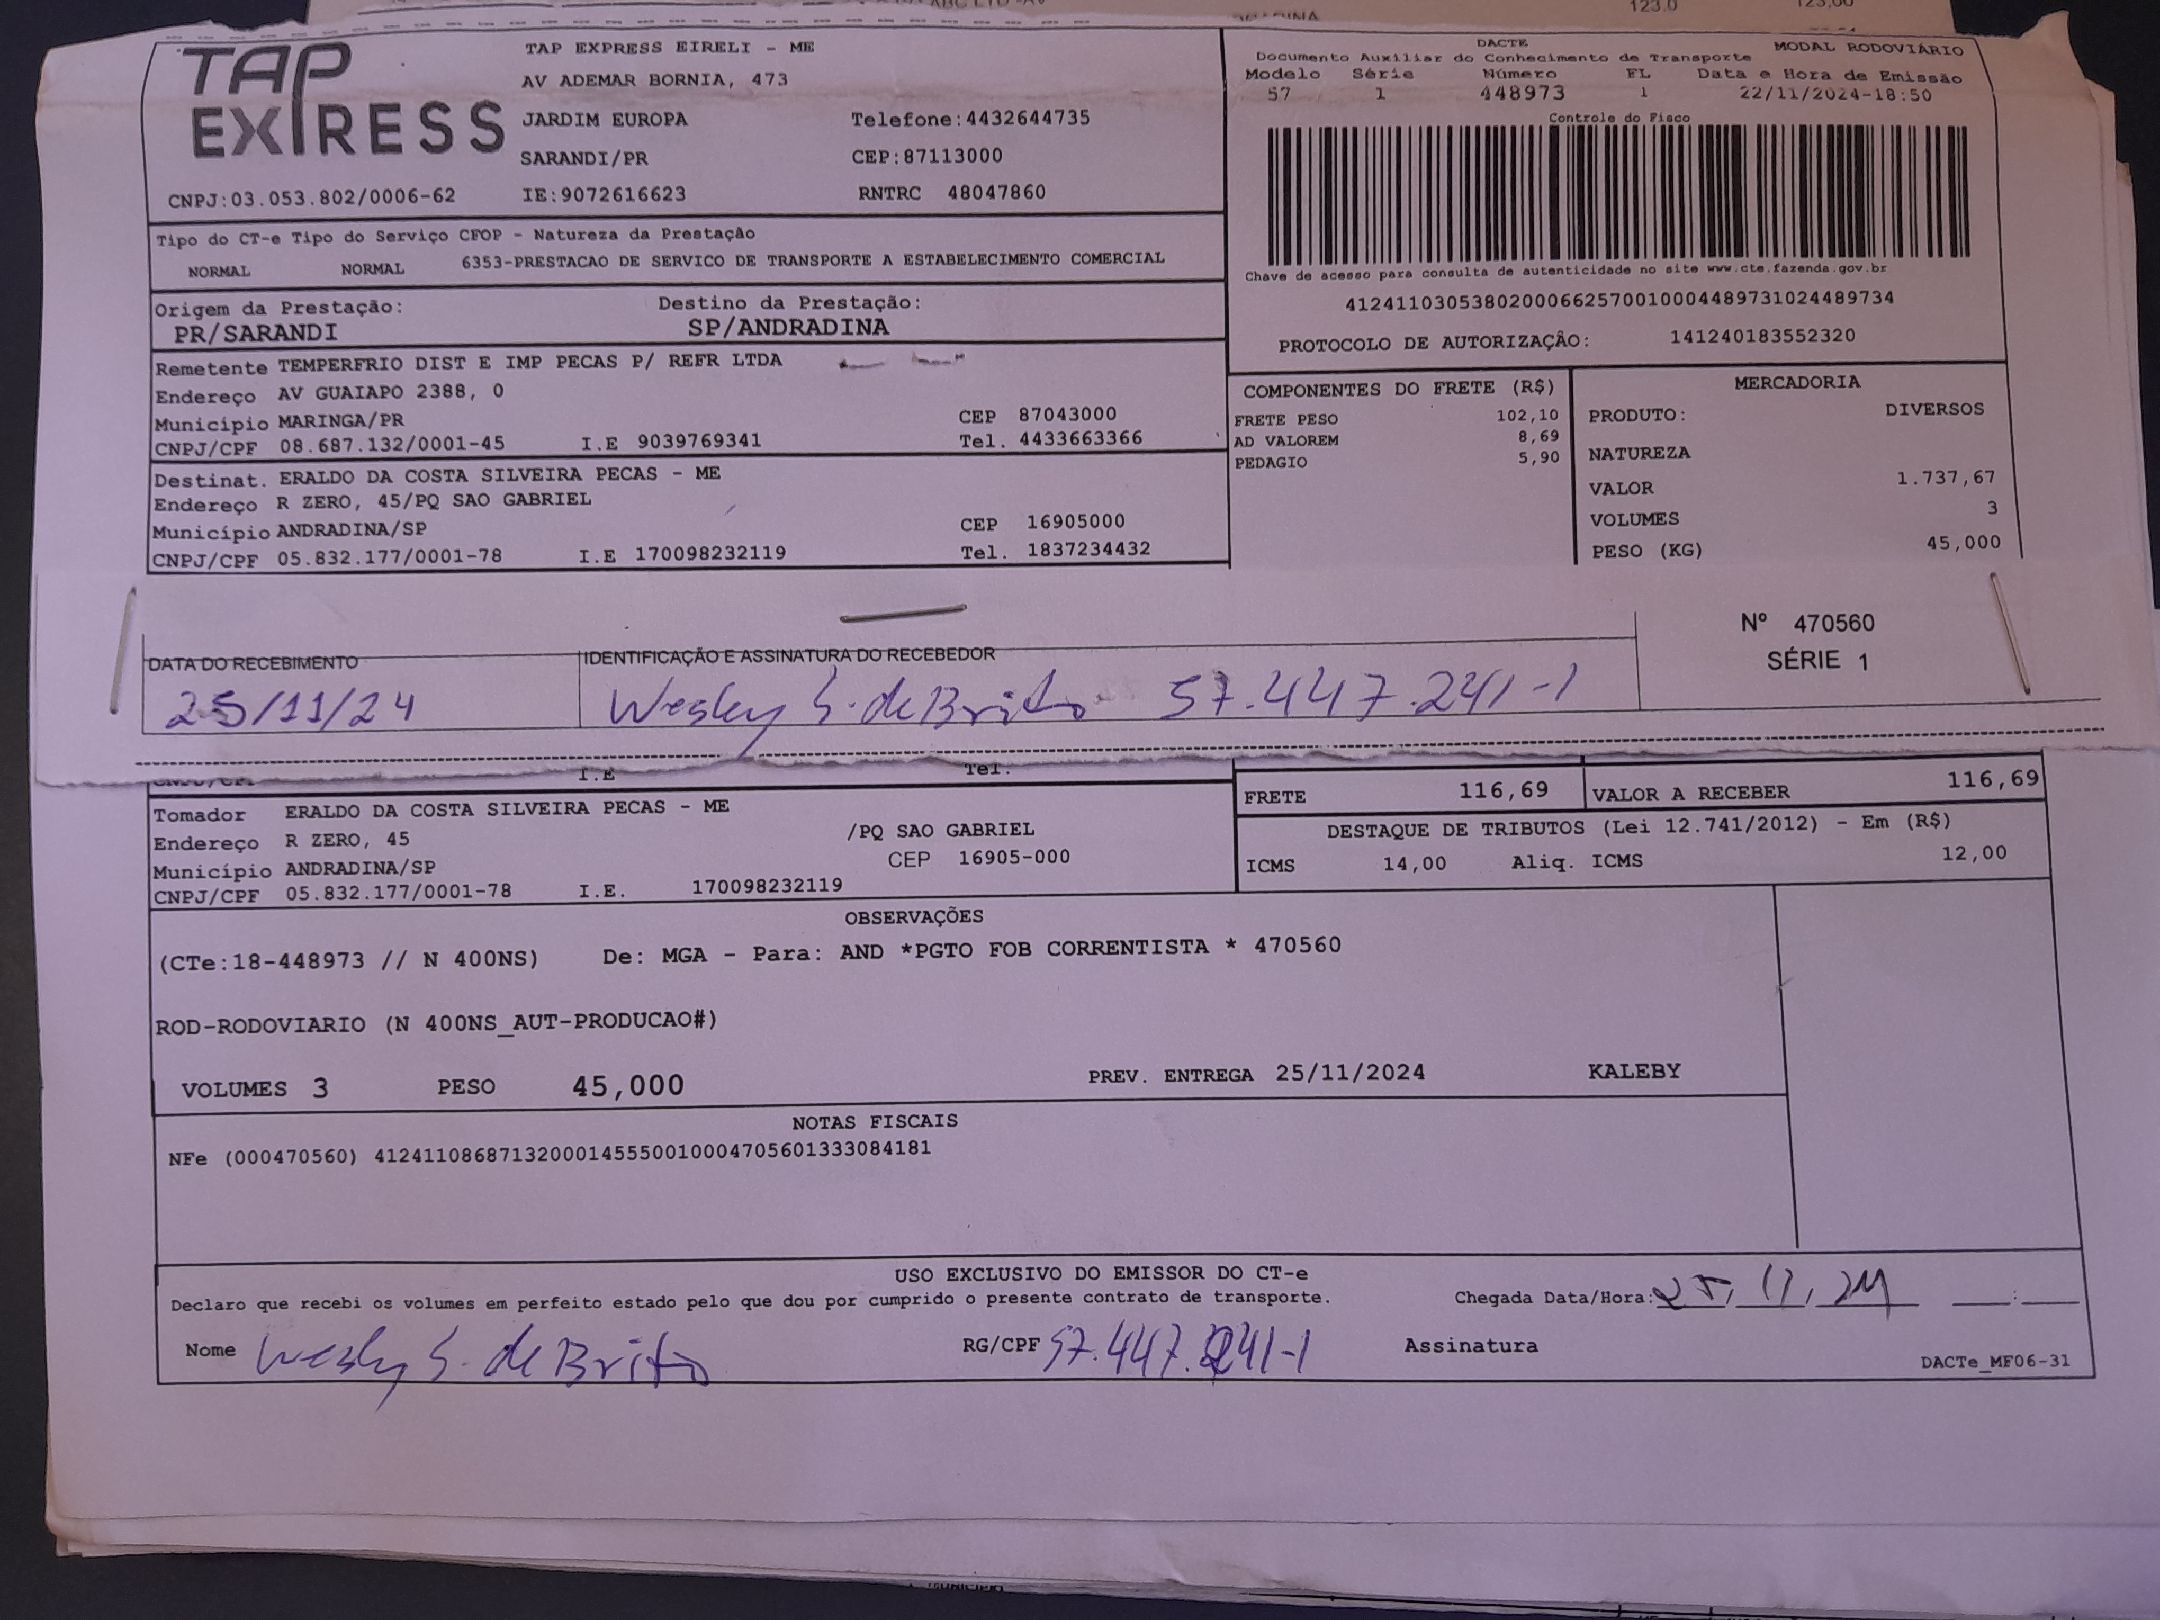 123.0 123,00
TAP EXPRESS
TAP EXPRESS EIRELI - ME
AV ADEMAR BORNIA, 473
JARDIM EUROPA Telefone:4432644735
SARANDI/PR CEP:87113000
CNPJ:03.053.802/0006-62 IE:9072616623 RNTRC 48047860
DACTE MODAL RODOVIÁRIO
Documento Auxiliar do Conhecimento de Transporte
Modelo Série Número FL Data e Hora de Emissão
57 1 448973 1 22/11/2024-18:50
Controle do Fisco
Chave de acesso para consulta de autenticidade no site www.cte.fazenda.gov.br
41241103053802000662570010004489731024489734
PROTOCOLO DE AUTORIZAÇÃO: 141240183552320
Tipo do CT-e Tipo do Serviço CFOP - Natureza da Prestação
NORMAL NORMAL 6353-PRESTACAO DE SERVICO DE TRANSPORTE A ESTABELECIMENTO COMERCIAL
Origem da Prestação: Destino da Prestação:
PR/SARANDI SP/ANDRADINA
Remetente TEMPERFRIO DIST E IMP PECAS P/ REFR LTDA
Endereço AV GUAIAPO 2388, 0
Município MARINGA/PR CEP 87043000
CNPJ/CPF 08.687.132/0001-45 I.E 9039769341 Tel. 4433663366
Destinat. ERALDO DA COSTA SILVEIRA PECAS - ME
Endereço R ZERO, 45/PQ SAO GABRIEL
Município ANDRADINA/SP CEP 16905000
CNPJ/CPF 05.832.177/0001-78 I.E 170098232119 Tel. 1837234432
COMPONENTES DO FRETE (R$)
FRETE PESO 102,10
AD VALOREM 8,69
PEDAGIO 5,90
MERCADORIA
PRODUTO: DIVERSOS
NATUREZA
VALOR 1.737,67
VOLUMES 3
PESO (KG) 45,000
DATA DO RECEBIMENTO IDENTIFICAÇÃO E ASSINATURA DO RECEBEDOR
25/11/24 Wesley S. de Brito 57.447.241-1
Nº 470560
SÉRIE 1
CNPJ/CPF I.E Tel.
Tomador ERALDO DA COSTA SILVEIRA PECAS - ME
Endereço R ZERO, 45 /PQ SAO GABRIEL
Município ANDRADINA/SP CEP 16905-000
CNPJ/CPF 05.832.177/0001-78 I.E. 170098232119
FRETE 116,69 VALOR A RECEBER 116,69
DESTAQUE DE TRIBUTOS (Lei 12.741/2012) - Em (R$)
ICMS 14,00 Aliq. ICMS 12,00
OBSERVAÇÕES
(CTe:18-448973 // N 400NS) De: MGA - Para: AND *PGTO FOB CORRENTISTA * 470560
ROD-RODOVIARIO (N 400NS_AUT-PRODUCAO#)
VOLUMES 3 PESO 45,000 PREV. ENTREGA 25/11/2024 KALEBY
NOTAS FISCAIS
NFe (000470560) 41241108687132000145550010004705601333084181
USO EXCLUSIVO DO EMISSOR DO CT-e
Declaro que recebi os volumes em perfeito estado pelo que dou por cumprido o presente contrato de transporte. Chegada Data/Hora: 25, 11, 24 :
Nome Wesley S. de Brito RG/CPF 57.447.241-1 Assinatura
DACTe_MF06-31